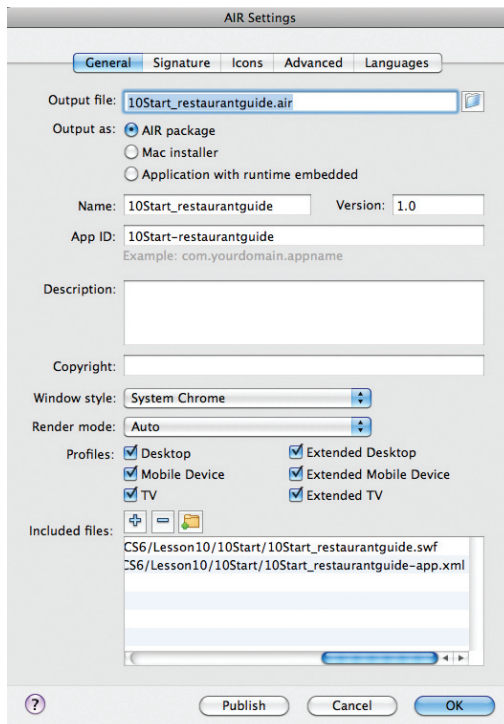 AIR Settings
General Signature Icons Advanced Languages
Output file: 10Start_restaurantguide.air
Output as: AIR package
Mac installer
Application with runtime embedded
Name: 10Start_restaurantguide Version: 1.0
App ID: 10Start-restaurantguide
Example: com.yourdomain.appname
Description:
Copyright:
Window style: System Chrome
Render mode: Auto
Profiles: Desktop Extended Desktop
Mobile Device Extended Mobile Device
TV Extended TV
Included files:
CS6/Lesson10/10Start/10Start_restaurantguide.swf
CS6/Lesson10/10Start/10Start_restaurantguide-app.xml
? Publish Cancel OK